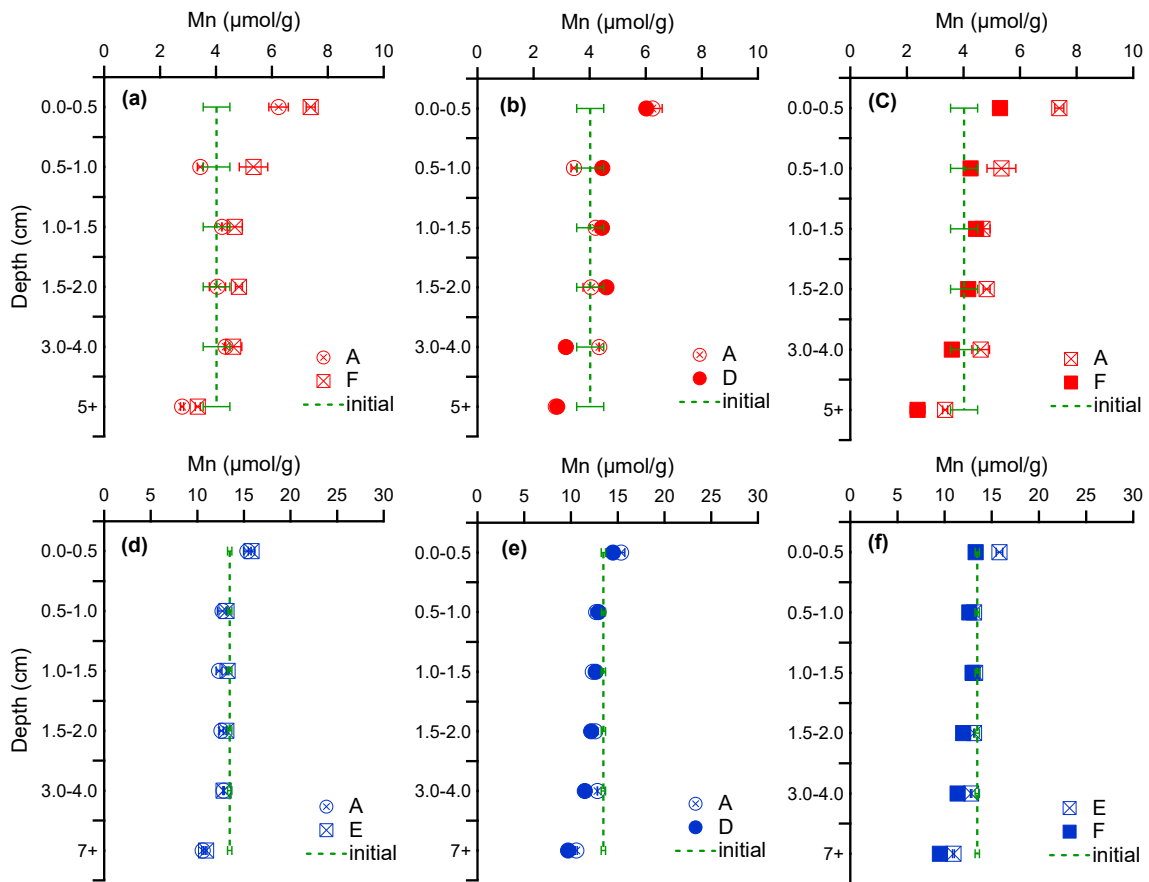 Mn (µmol/g)
0 2 4 6 8 10
Depth (cm)
0.0-0.5
0.5-1.0
1.0-1.5
1.5-2.0
3.0-4.0
5+
(a)
A
F
initial
Mn (µmol/g)
0 2 4 6 8 10
0.0-0.5
0.5-1.0
1.0-1.5
1.5-2.0
3.0-4.0
5+
(b)
A
D
initial
Mn (µmol/g)
0 2 4 6 8 10
0.0-0.5
0.5-1.0
1.0-1.5
1.5-2.0
3.0-4.0
5+
(C)
A
F
initial
Mn (µmol/g)
0 5 10 15 20 25 30
Depth (cm)
0.0-0.5
0.5-1.0
1.0-1.5
1.5-2.0
3.0-4.0
7+
(d)
A
E
initial
Mn (µmol/g)
0 5 10 15 20 25 30
0.0-0.5
0.5-1.0
1.0-1.5
1.5-2.0
3.0-4.0
7+
(e)
A
D
initial
Mn (µmol/g)
0 5 10 15 20 25 30
0.0-0.5
0.5-1.0
1.0-1.5
1.5-2.0
3.0-4.0
7+
(f)
E
F
initial